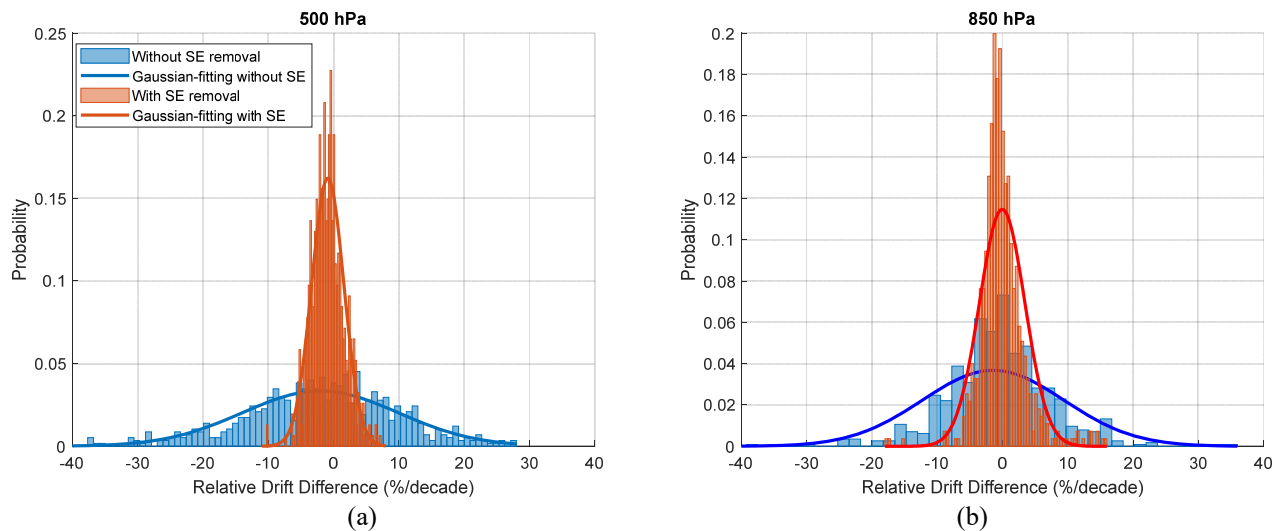 500 hPa
0.25
0.2
0.15
0.1
0.05
0
Probability
Without SE removal
Gaussian-fitting without SE
With SE removal
Gaussian-fitting with SE
-40 -30 -20 -10 0 10 20 30 40
Relative Drift Difference (%/decade)
(a)
850 hPa
0.2
0.18
0.16
0.14
0.12
0.1
0.08
0.06
0.04
0.02
0
Probability
-40 -30 -20 -10 0 10 20 30 40
Relative Drift Difference (%/decade)
(b)